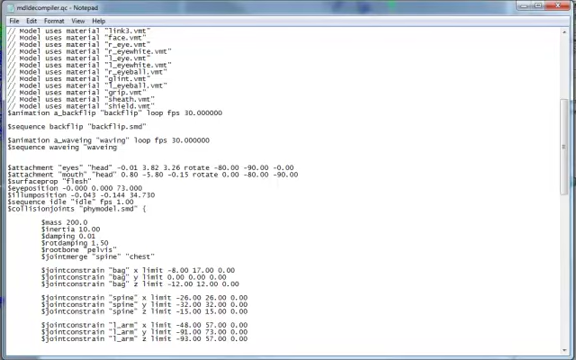 mdldecompiler.qc - Notepad
File Edit Format View Help
// Model uses material "link3.vmt"
// Model uses material "face.vmt"
// Model uses material "r_eye.vmt"
// Model uses material "r_eyewhite.vmt"
// Model uses material "l_eye.vmt"
// Model uses material "l_eyewhite.vmt"
// Model uses material "r_eyeball.vmt"
// Model uses material "glint.vmt"
// Model uses material "l_eyeball.vmt"
// Model uses material "grip.vmt"
// Model uses material "sheath.vmt"
// Model uses material "shield.vmt"
$animation a_backflip "backflip" loop fps 30.000000
$sequence backflip "backflip.smd"
$animation a_waveing "waving" loop fps 30.000000
$sequence waveing "waveing
$attachment "eyes" "head" -0.01 3.82 3.26 rotate -80.00 -90.00 -0.00
$attachment "mouth" "head" 0.80 -5.80 -0.15 rotate 0.00 -80.00 -90.00
$surfaceprop "flesh"
$eyeposition -0.000 0.000 73.000
$illumposition -0.043 -0.144 34.730
$sequence idle "idle" fps 1.00
$collisionjoints "phymodel.smd" {
$mass 200.0
$inertia 10.00
$damping 0.01
$rotdamping 1.50
$rootbone "pelvis"
$jointmerge "spine" "chest"
$jointconstrain "bag" x limit -8.00 17.00 0.00
$jointconstrain "bag" y limit 0.00 0.00 0.00
$jointconstrain "bag" z limit -12.00 12.00 0.00
$jointconstrain "spine" x limit -26.00 26.00 0.00
$jointconstrain "spine" y limit -32.00 32.00 0.00
$jointconstrain "spine" z limit -15.00 15.00 0.00
$jointconstrain "l_arm" x limit -48.00 57.00 0.00
$jointconstrain "l_arm" y limit -91.00 73.00 0.00
$jointconstrain "l_arm" z limit -93.00 57.00 0.00